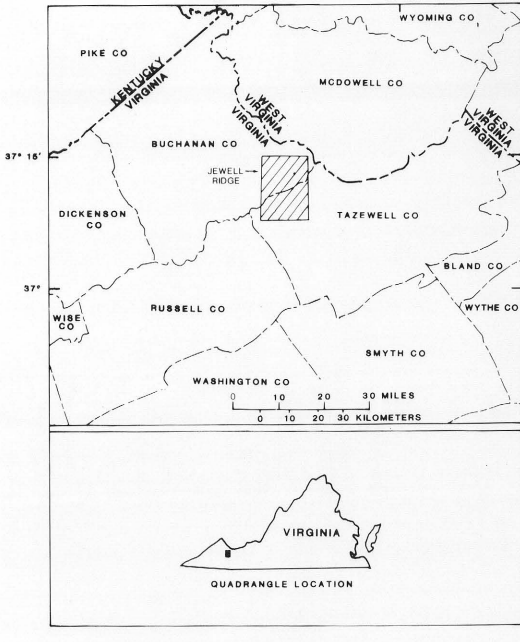 WYOMING CO.
PIKE CO
KENTUCKY
VIRGINIA
MCDOWELL CO
WEST
VIRGINIA
VIRGINIA
WEST
VIRGINIA
VIRGINIA
BUCHANAN CO
37° 15'
JEWELL
RIDGE
DICKENSON
CO
TAZEWELL CO
BLAND CO
37°
RUSSELL CO
WYTHE CO
WISE
CO
SMYTH CO
WASHINGTON CO
0 10 20 30 MILES
0 10 20 30 KILOMETERS
VIRGINIA
QUADRANGLE LOCATION